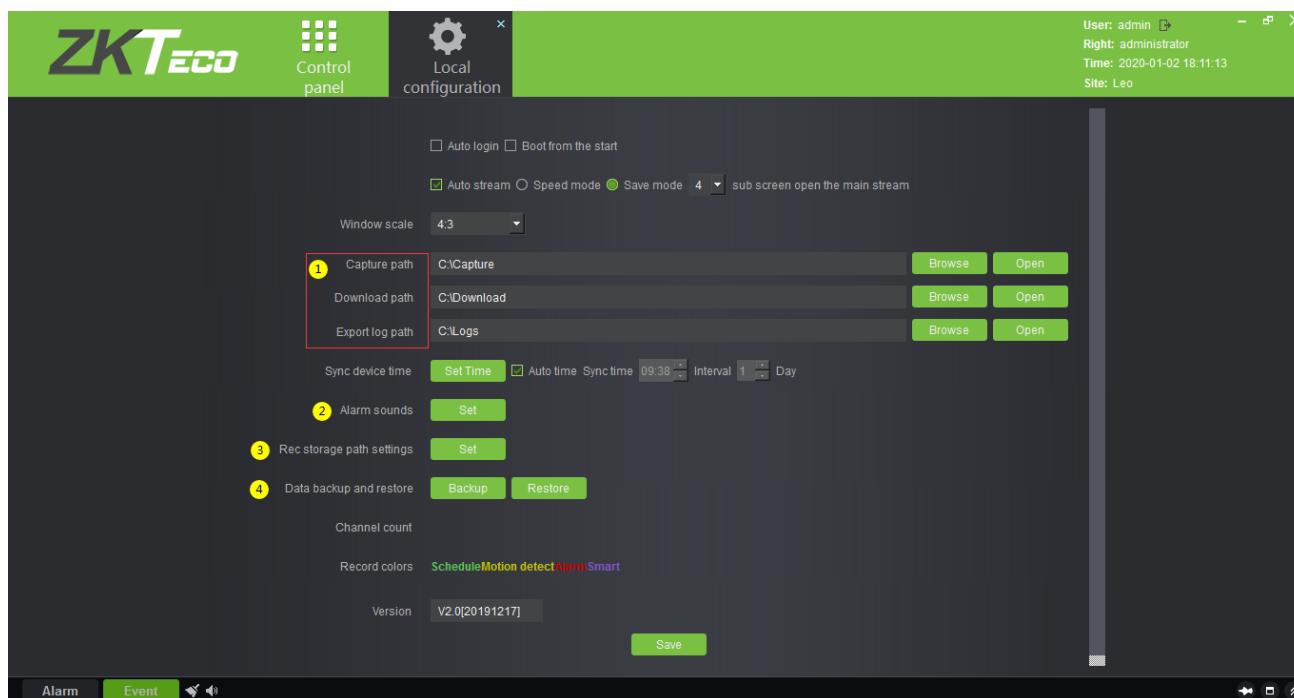 ZKTeco
Control panel
Local configuration
User: admin
Right: administrator
Time: 2020-01-02 18:11:13
Site: Leo
Auto login Boot from the start
Auto stream Speed mode Save mode 4 sub screen open the main stream
Window scale 4:3
1 Capture path C:\Capture Browse Open
Download path C:\Download Browse Open
Export log path C:\Logs Browse Open
Sync device time Set Time Auto time Sync time 09:38 Interval 1 Day
2 Alarm sounds Set
3 Rec storage path settings Set
4 Data backup and restore Backup Restore
Channel count
Record colors ScheduleMotion detectAlarmSmart
Version V2.0[20191217]
Save
Alarm Event